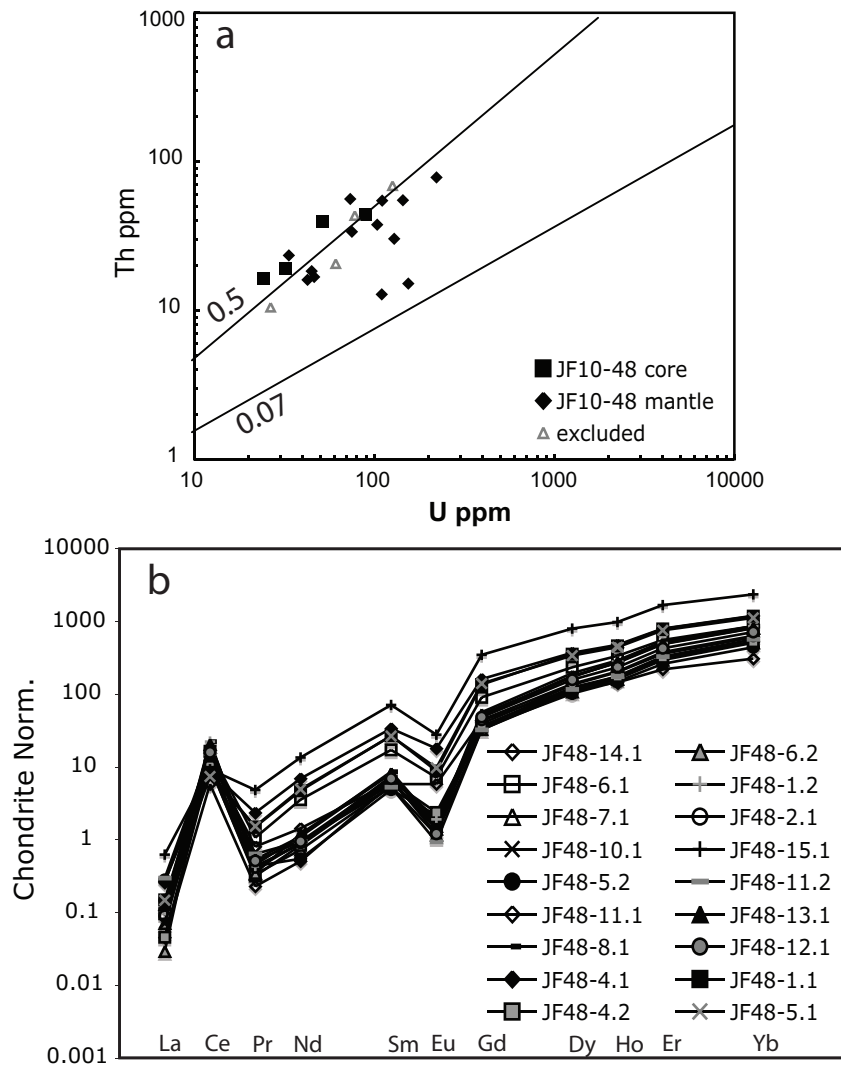 a
1000
100
10
1
Th ppm
0.5
0.07
JF10-48 core
JF10-48 mantle
excluded
10 100 1000 10000
U ppm
b
10000
1000
100
10
1
0.1
0.01
0.001
Chondrite Norm.
JF48-14.1
JF48-6.1
JF48-7.1
JF48-10.1
JF48-5.2
JF48-11.1
JF48-8.1
JF48-4.1
JF48-4.2
JF48-6.2
JF48-1.2
JF48-2.1
JF48-15.1
JF48-11.2
JF48-13.1
JF48-12.1
JF48-1.1
JF48-5.1
La Ce Pr Nd Sm Eu Gd Dy Ho Er Yb